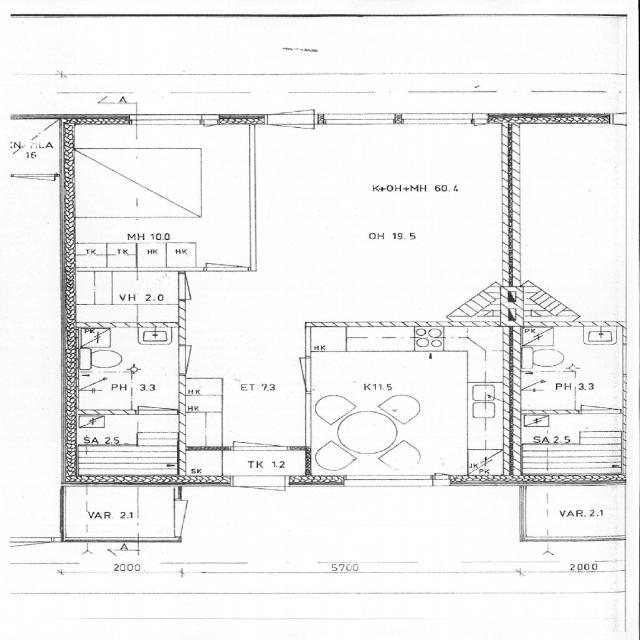 A
16
K+OH+MH 60.4
MH 10.0
OH 19.5
TK TK HK HK
VH 2.0
PK
PK
HK
PH 3.3
HK
ET 7.3
K11.5
PH 3.3
HK
SA 2.5
SA 2.5
SK
TK 1.2
JK
PK
VAR. 2.1
VAR. 2.1
A
2000
5700
2000